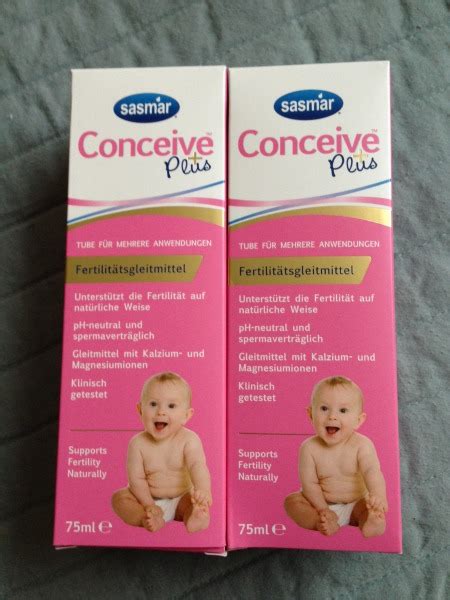 sasmar
Conceive™
Plus
TUBE FÜR MEHRERE ANWENDUNGEN
Fertilitätsgleitmittel
Unterstützt die Fertilität auf
natürliche Weise
pH-neutral und
spermaverträglich
Gleitmittel mit Kalzium- und
Magnesiumionen
Klinisch
getestet
Supports
Fertility
Naturally
75ml ℮
sasmar
Conceive™
Plus
TUBE FÜR MEHRERE ANWENDUNGEN
Fertilitätsgleitmittel
Unterstützt die Fertilität auf
natürliche Weise
pH-neutral und
spermaverträglich
Gleitmittel mit Kalzium- und
Magnesiumionen
Klinisch
getestet
Supports
Fertility
Naturally
75ml ℮